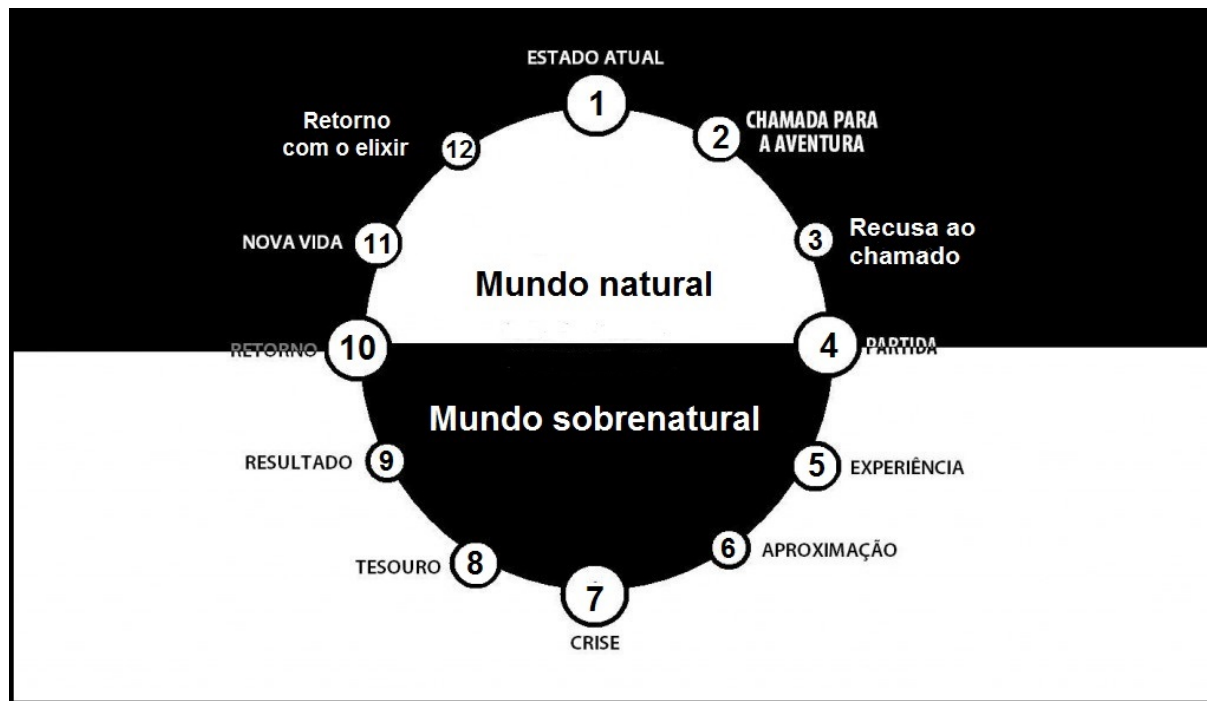 ESTADO ATUAL
1
2
CHAMADA PARA
A AVENTURA
3
Recusa ao
chamado
4
PARTIDA
5
EXPERIÊNCIA
6
APROXIMAÇÃO
7
CRISE
8
TESOURO
9
RESULTADO
10
RETORNO
11
NOVA VIDA
12
Retorno
com o elixir
Mundo natural
Mundo sobrenatural